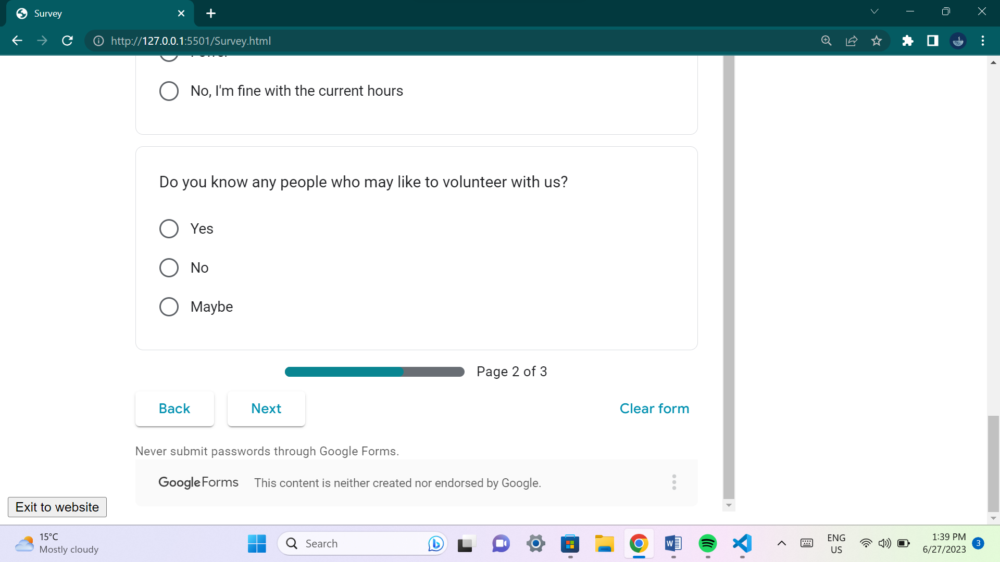 Survey
http://127.0.0.1:5501/Survey.html
No, I'm fine with the current hours
Do you know any people who may like to volunteer with us?
Yes
No
Maybe
Page 2 of 3
Back
Next
Clear form
Never submit passwords through Google Forms.
Google Forms
This content is neither created nor endorsed by Google.
Exit to website
15°C
Mostly cloudy
Search
ENG
US
1:39 PM
6/27/2023
3